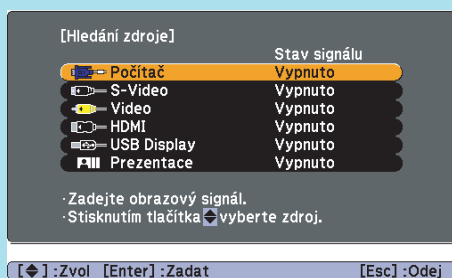 [Hledání zdroje]
Stav signálu
Počítač Vypnuto
S-Video Vypnuto
Video Vypnuto
HDMI Vypnuto
USB Display Vypnuto
Prezentace Vypnuto
·Zadejte obrazový signál.
·Stisknutím tlačítka vyberte zdroj.
[ ] :Zvol [Enter] :Zadat [Esc] :Odej